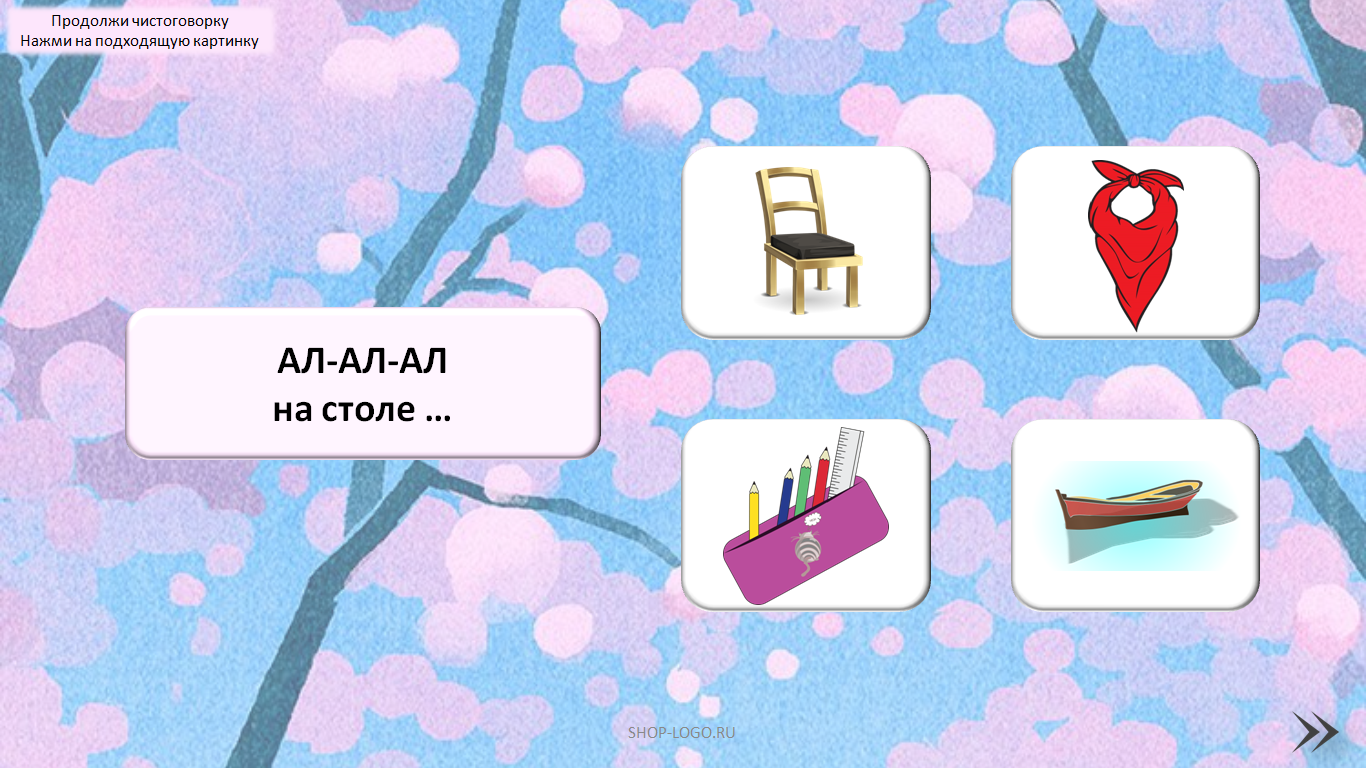 Продолжи чистоговорку
Нажми на подходящую картинку
АЛ-АЛ-АЛ
на столе ...
SHOP-LOGO.RU